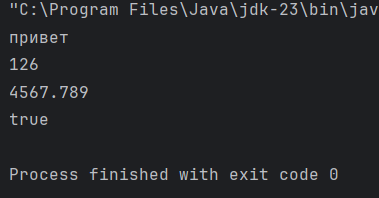 "C:\Program Files\Java\jdk-23\bin\jav
привет
126
4567.789
true
Process finished with exit code 0